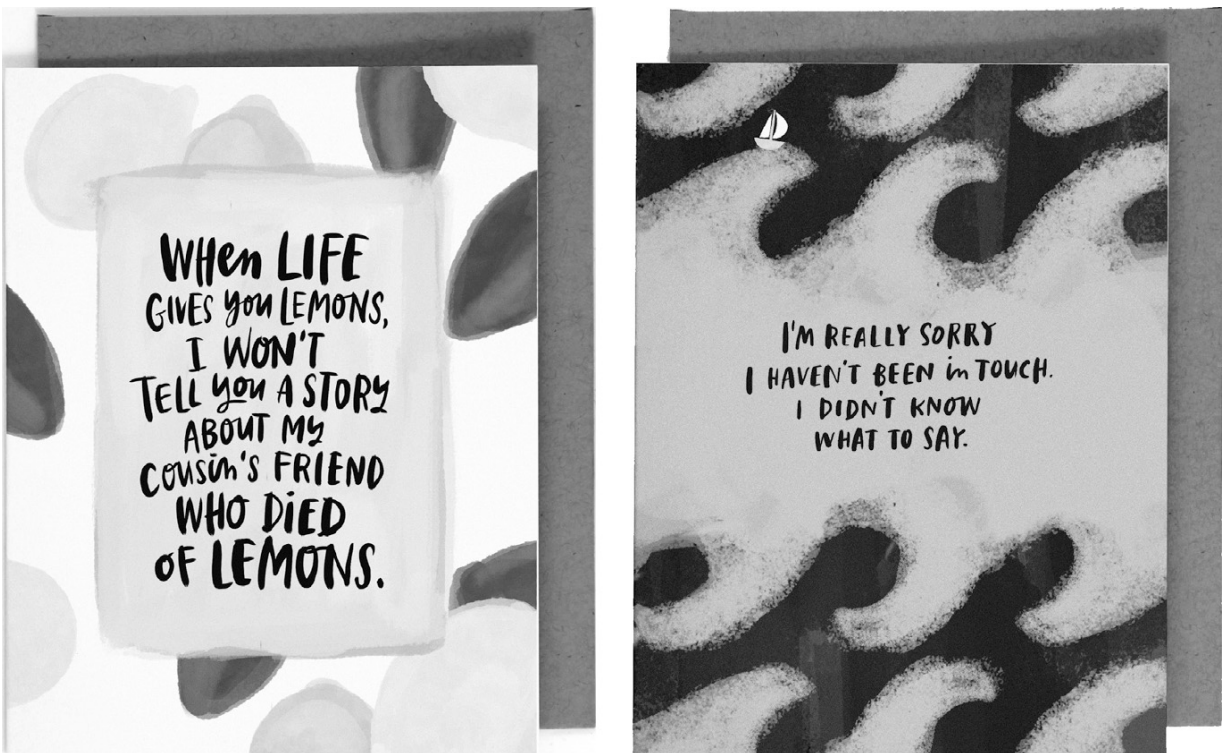 WHen LIFE
GIVES you LEMONS,
I WON'T
TELL you A STORY
ABOUT MY
cousin's FRIEND
WHO DiED
oF LEMONS.
I'M REALLY SORRY
I HAVEN'T BEEN in TOUCH.
I DIDN'T KNOW
WHAT TO SAY.